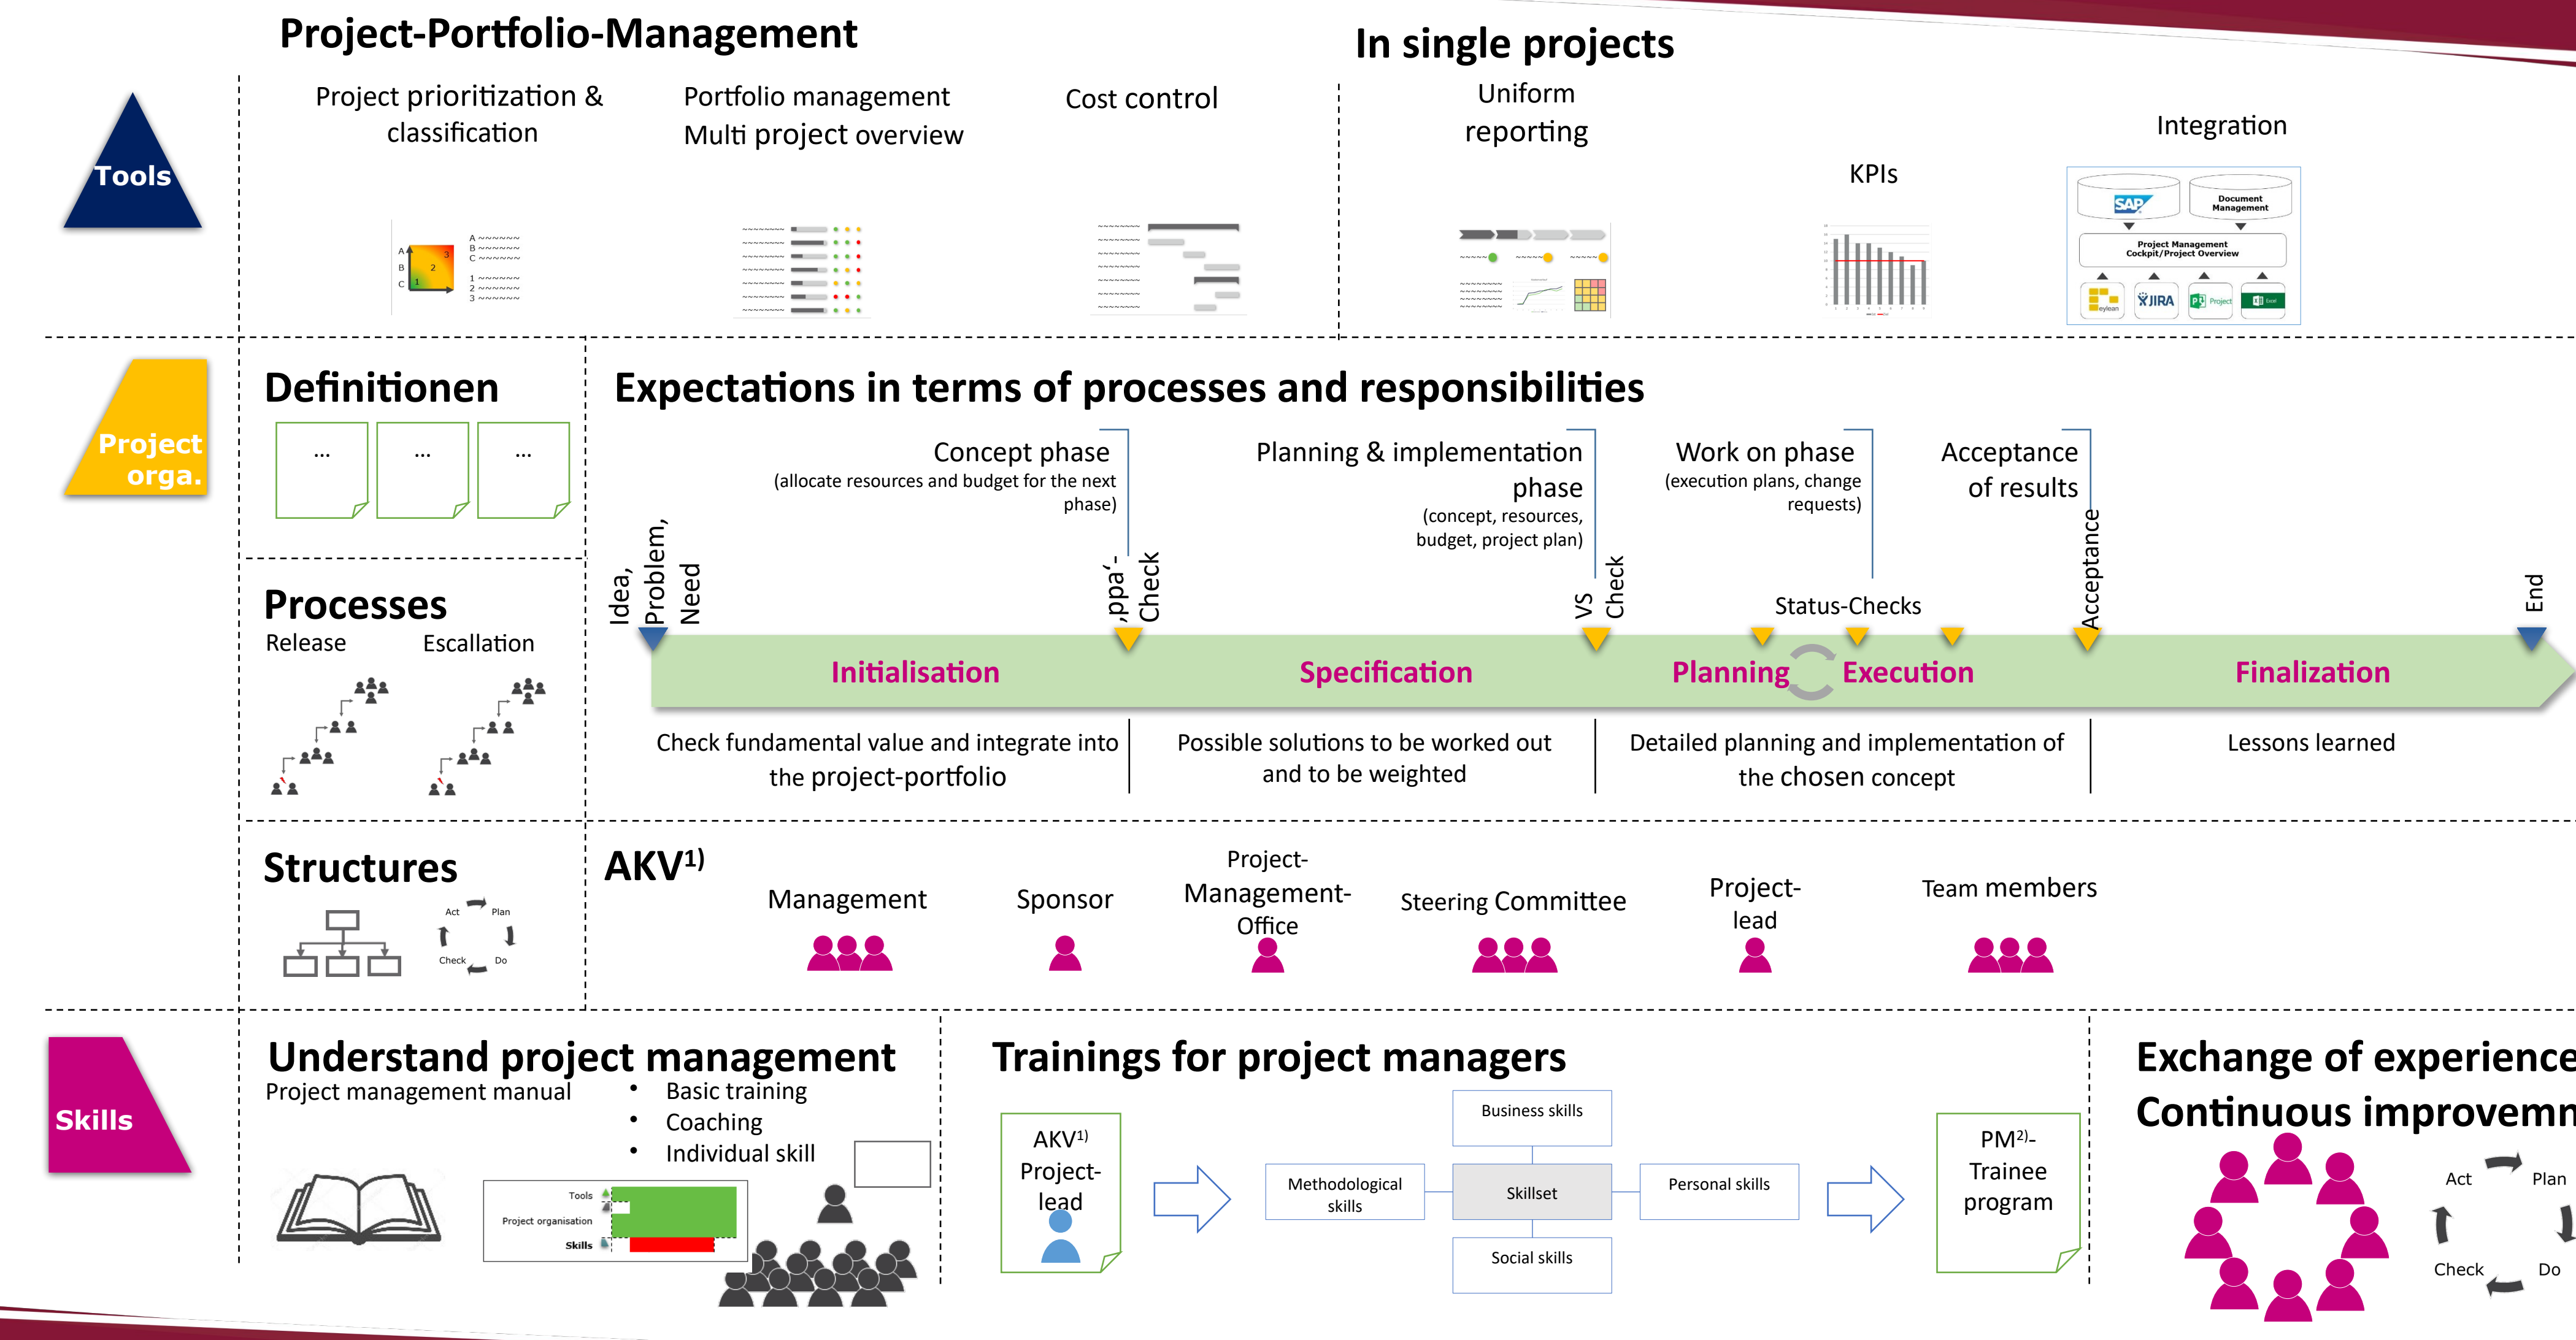 Project-Portfolio-Management
In single projects
Tools
Project prioritization &
classification
Portfolio management
Multi project overview
Cost control
Uniform
reporting
KPIs
Integration
A
B
C
1
2
3
A ~~~~~~
B ~~~~~~
C ~~~~~~
1 ~~~~~~
2 ~~~~~~
3 ~~~~~~
SAP
Document
Management
Project Management
Cockpit/Project Overview
eylean
JIRA
Project
Excel
Project
orga.
Definitionen
...
...
...
Expectations in terms of processes and responsibilities
Concept phase
(allocate resources and budget for the next
phase)
Planning & implementation
phase
(concept, resources,
budget, project plan)
Work on phase
(execution plans, change
requests)
Acceptance
of results
Idea,
Problem,
Need
‚ppa‘-
Check
VS
Check
Status-Checks
Acceptance
End
Processes
Release
Escallation
Initialisation
Specification
Planning
Execution
Finalization
Check fundamental value and integrate into
the project-portfolio
Possible solutions to be worked out
and to be weighted
Detailed planning and implementation of
the chosen concept
Lessons learned
Structures
Act
Plan
Check
Do
AKV1)
Management
Sponsor
Project-
Management-
Office
Steering Committee
Project-
lead
Team members
Skills
Understand project management
Project management manual
• Basic training
• Coaching
• Individual skill
Tools
Project organisation
Skills
Trainings for project managers
AKV1)
Project-
lead
Business skills
Methodological
skills
Skillset
Personal skills
Social skills
PM2)-
Trainee
program
Exchange of experience
Continuous improvemn
Act
Plan
Check
Do